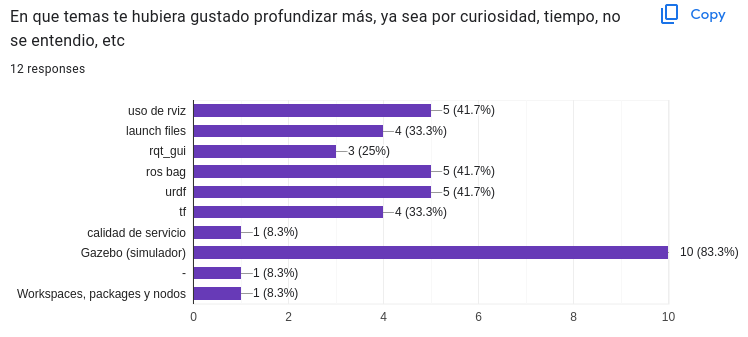 En que temas te hubiera gustado profundizar más, ya sea por curiosidad, tiempo, no
se entendio, etc
Copy
12 responses
uso de rviz 5 (41.7%)
launch files 4 (33.3%)
rqt_gui 3 (25%)
ros bag 5 (41.7%)
urdf 5 (41.7%)
tf 4 (33.3%)
calidad de servicio 1 (8.3%)
Gazebo (simulador) 10 (83.3%)
- 1 (8.3%)
Workspaces, packages y nodos 1 (8.3%)
0 2 4 6 8 10